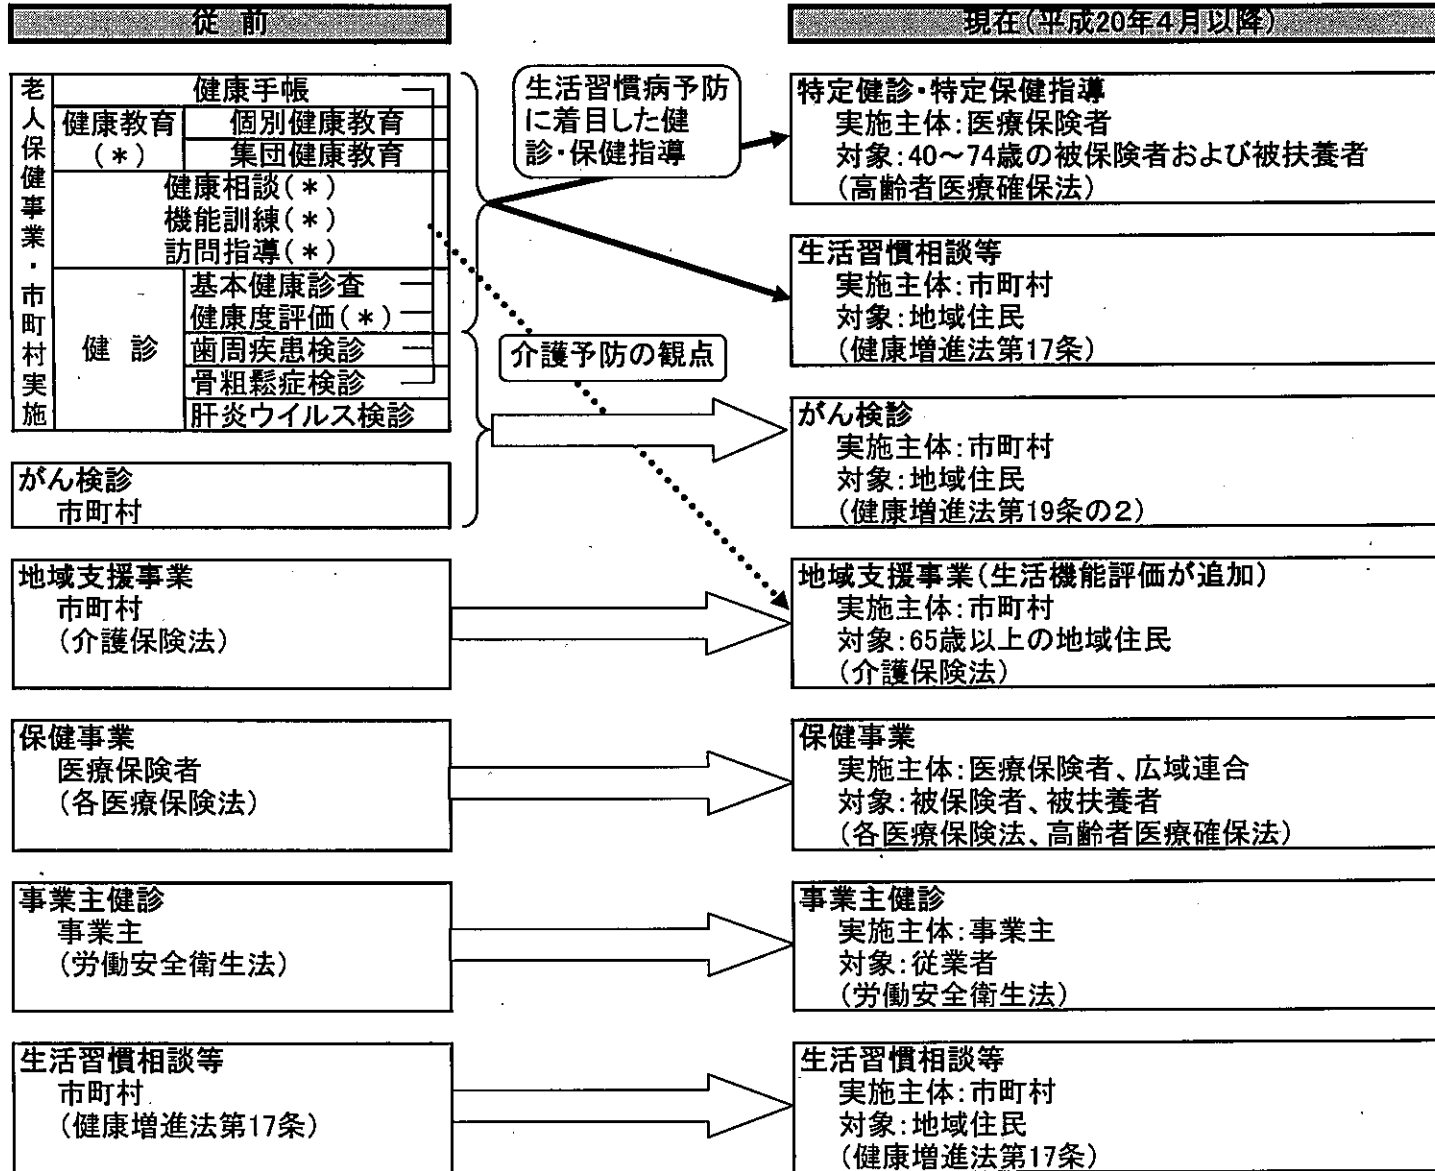 従 前
老人保健事業・市町村実施
健康手帳
健康教育
(*)
個別健康教育
集団健康教育
健康相談(*)
機能訓練(*)
訪問指導(*)
健 診
基本健康診査
健康度評価(*)
歯周疾患検診
骨粗鬆症検診
肝炎ウイルス検診
がん検診
市町村
地域支援事業
市町村
(介護保険法)
保健事業
医療保険者
(各医療保険法)
事業主健診
事業主
(労働安全衛生法)
生活習慣相談等
市町村
(健康増進法第17条)
生活習慣病予防
に着目した健
診・保健指導
介護予防の観点
現在(平成20年4月以降)
特定健診・特定保健指導
実施主体:医療保険者
対象:40~74歳の被保険者および被扶養者
(高齢者医療確保法)
生活習慣相談等
実施主体:市町村
対象:地域住民
(健康増進法第17条)
がん検診
実施主体:市町村
対象:地域住民
(健康増進法第19条の2)
地域支援事業(生活機能評価が追加)
実施主体:市町村
対象:65歳以上の地域住民
(介護保険法)
保健事業
実施主体:医療保険者、広域連合
対象:被保険者、被扶養者
(各医療保険法、高齢者医療確保法)
事業主健診
実施主体:事業主
対象:従業者
(労働安全衛生法)
生活習慣相談等
実施主体:市町村
対象:地域住民
(健康増進法第17条)